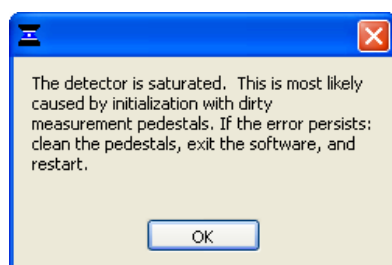 The detector is saturated.  This is most likely
caused by initialization with dirty
measurement pedestals. If the error persists:
clean the pedestals, exit the software, and
restart.
OK